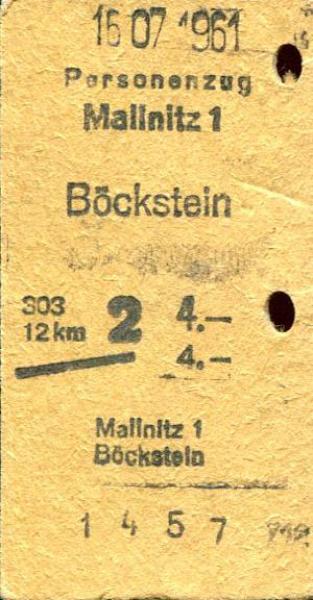 16 07 1961
Personenzug
Mallnitz 1
Böckstein
303
12 km 2 4.—
4.—
Mallnitz 1
Böckstein
1457